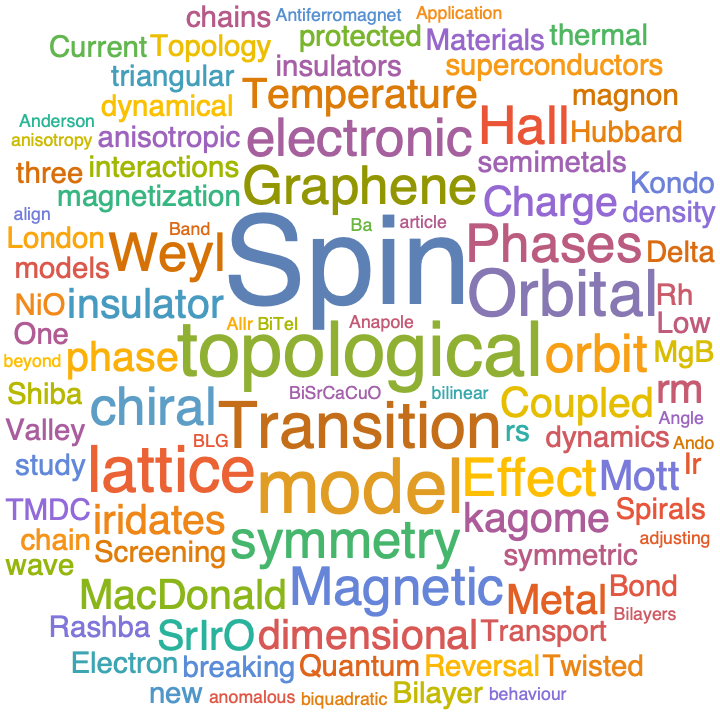 chains Antiferromagnet Application
Current Topology protected Materials thermal
triangular insulators superconductors
dynamical Temperature magnon
Anderson electronic Hall Hubbard
anisotropy anisotropic semimetals
three interactions Graphene Kondo
magnetization Charge density
align Band Spin Ba article
London Weyl Phases Delta
models Orbital Rh
NiO insulator AlIr BiTeI Anapole Low
One topological orbit MgB
beyond phase
Shiba chiral BiSrCaCuO bilinear Coupled rm
Valley BLG Transition rs Angle
study lattice dynamics Ando
model Effect Mott Ir
TMDC iridates kagome Spirals
chain Screening symmetry adjusting
wave symmetric
MacDonald Magnetic Metal Bond
Rashba SrIrO dimensional Transport Bilayers
Electron breaking Quantum Reversal Twisted
new anomalous biquadratic Bilayer behaviour